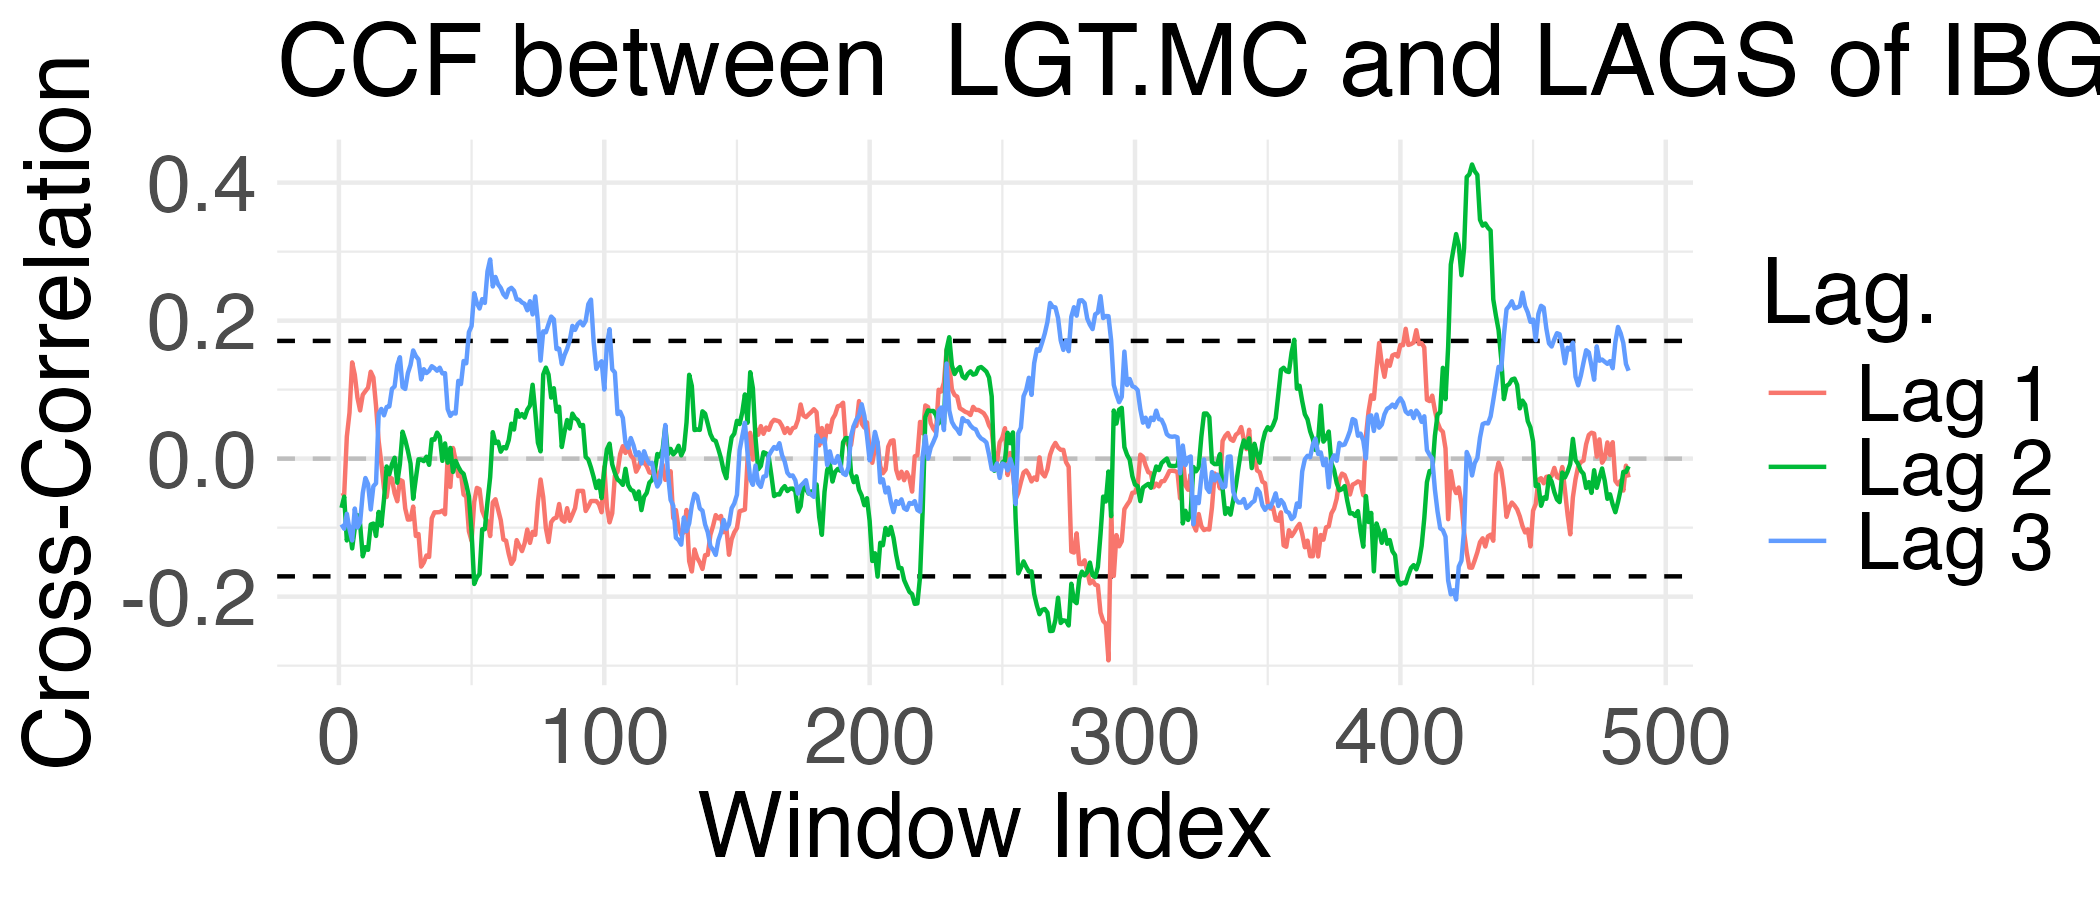 CCF between  LGT.MC and LAGS of IBG
Cross-Correlation
0.4
0.2
0.0
-0.2
0 100 200 300 400 500
Window Index
Lag.
Lag 1
Lag 2
Lag 3